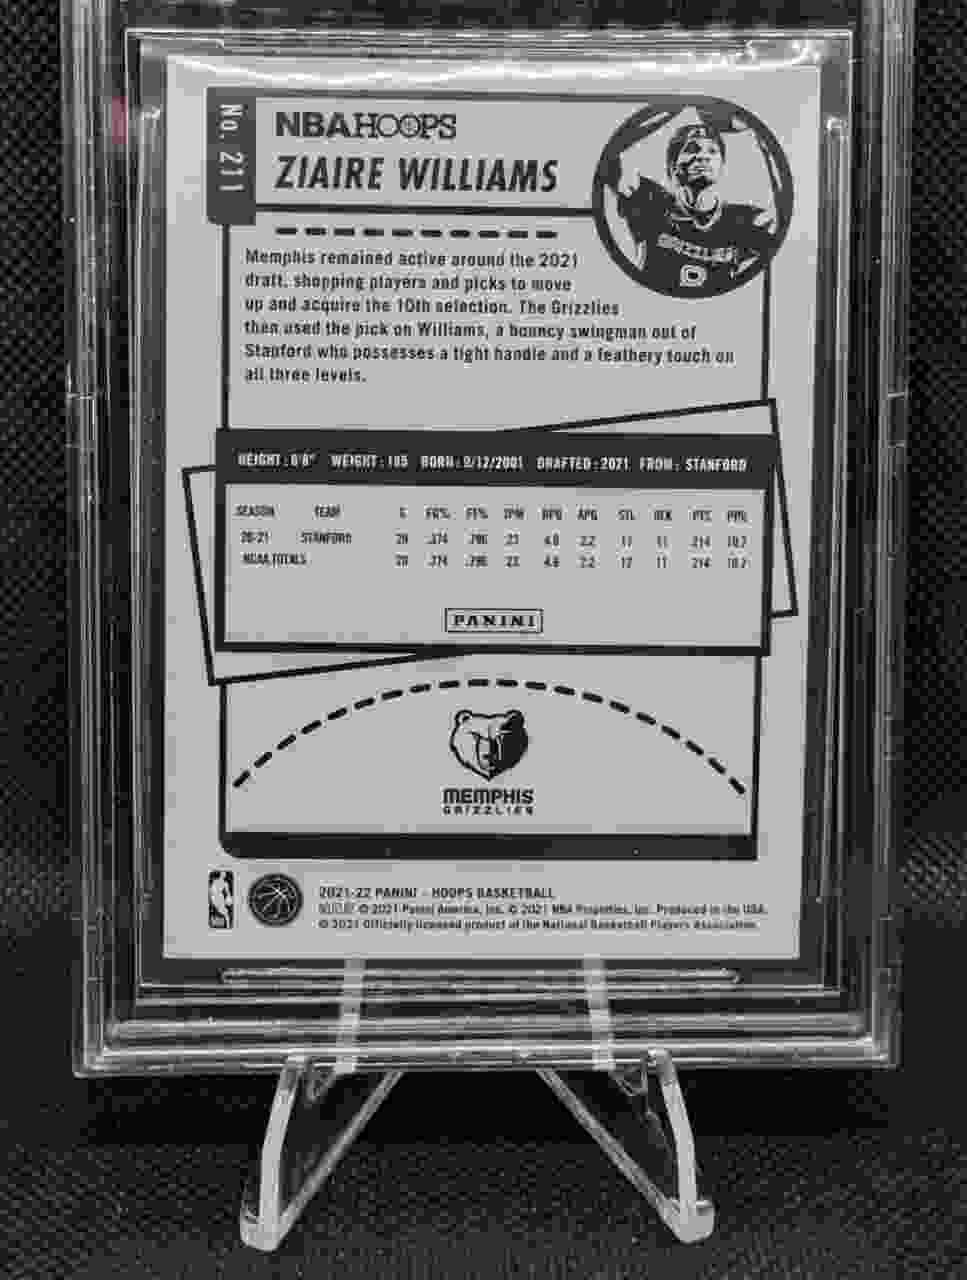 No. 211
NBA HOOPS
ZIAIRE WILLIAMS
GRIZZLIES
Memphis remained active around the 2021
draft, shopping players and picks to move
up and acquire the 10th selection. The Grizzlies
then used the pick on Williams, a bouncy swingman out of
Stanford who possesses a tight handle and a feathery touch on
all three levels.
HEIGHT: 6'8" WEIGHT: 185 BORN: 9/12/2001 DRAFTED: 2021 FROM: STANFORD
SEASON TEAM G FG% FT% 3PM RPG APG STL BLK PTS PPG
20-21 STANFORD 20 .374 .796 23 4.6 2.2 17 11 214 10.7
NCAA TOTALS 20 .374 .796 23 4.6 2.2 17 11 214 10.7
PANINI
MEMPHIS
GRIZZLIES
2021-22 PANINI - HOOPS BASKETBALL
© 2021 Panini America, Inc. © 2021 NBA Properties, Inc. Produced in the USA.
© 2021 Officially licensed product of the National Basketball Players Association.